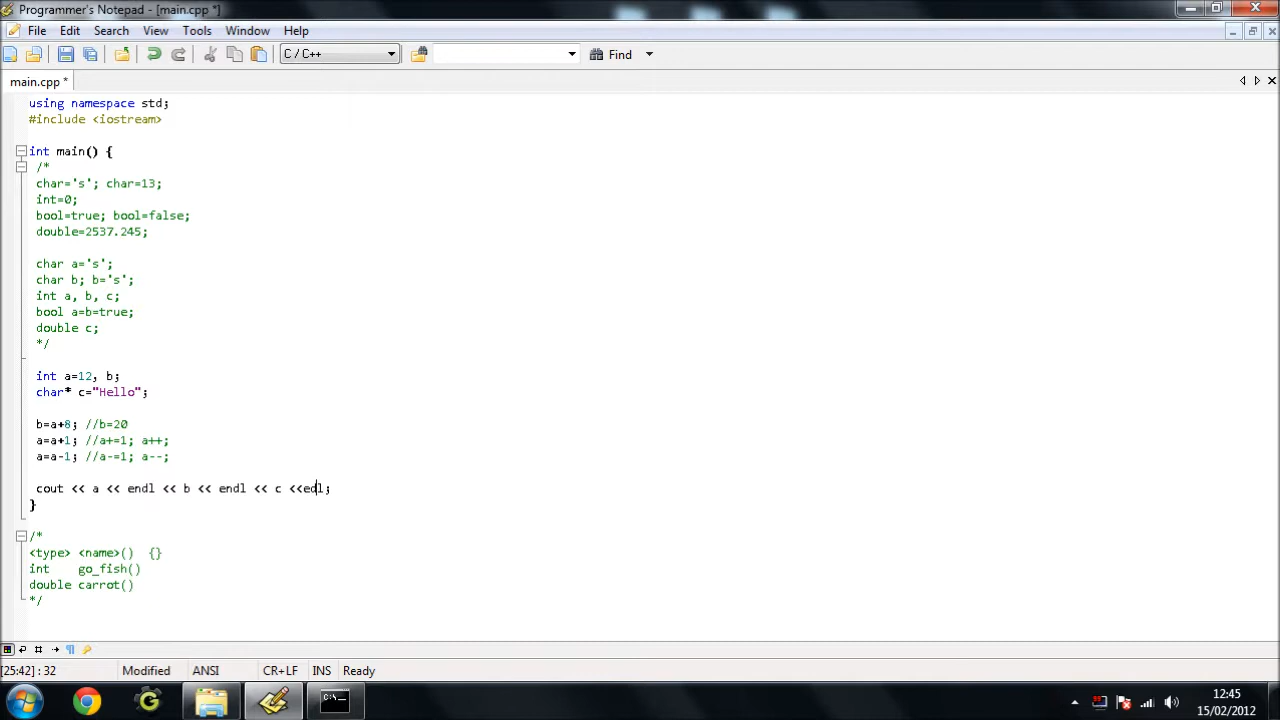 Programmer's Notepad - [main.cpp *]
File Edit Search View Tools Window Help
C / C++ Find
main.cpp *
using namespace std;
#include <iostream>
int main() {
/*
char='s'; char=13;
int=0;
bool=true; bool=false;
double=2537.245;
char a='s';
char b; b='s';
int a, b, c;
bool a=b=true;
double c;
*/
int a=12, b;
char* c="Hello";
b=a+8; //b=20
a=a+1; //a+=1; a++;
a=a-1; //a-=1; a--;
cout << a << endl << b << endl << c <<edl;
}
/*
<type> <name>() {}
int go_fish()
double carrot()
*/
[25:42] : 32 Modified ANSI CR+LF INS Ready
12:45
15/02/2012